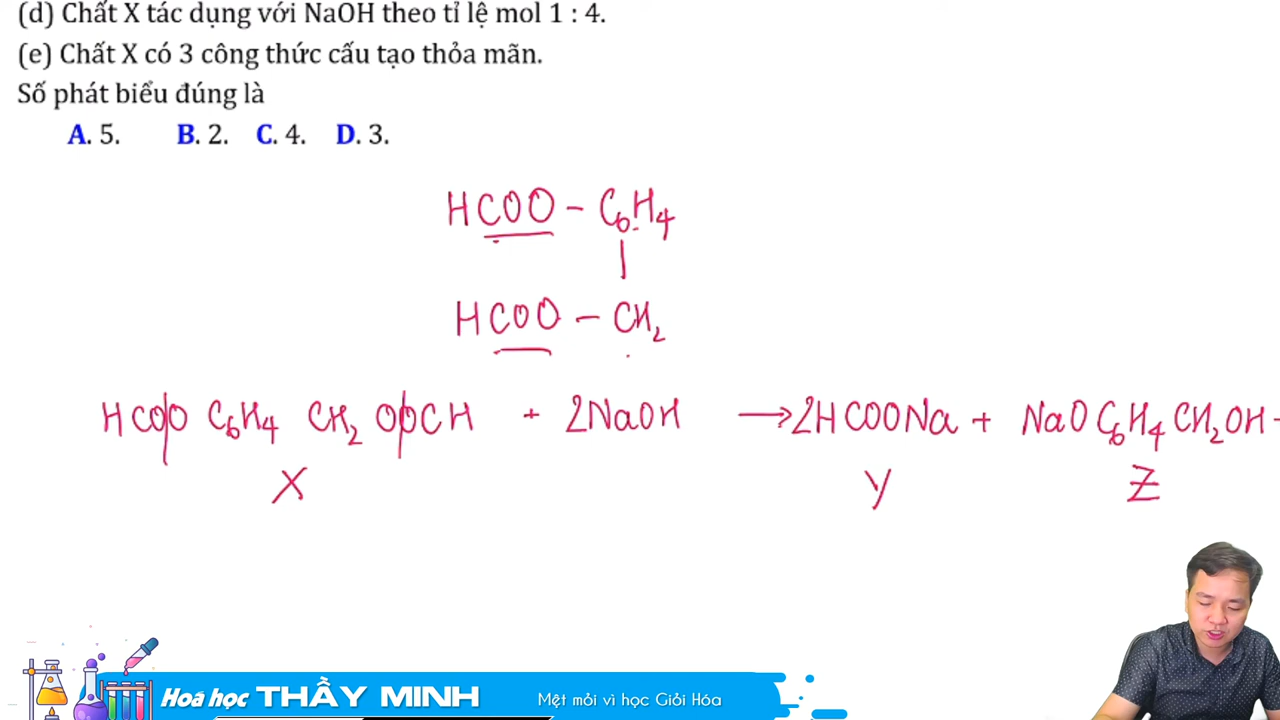 (d) Chất X tác dụng với NaOH theo tỉ lệ mol 1 : 4.
(e) Chất X có 3 công thức cấu tạo thỏa mãn.
Số phát biểu đúng là
A. 5. B. 2. C. 4. D. 3.
HCOO – C₆H₄
|
HCOO – CH₂
HCOO C₆H₄ CH₂ OOCH + 2NaOH → 2HCOONa + NaO C₆H₄ CH₂OH +
X Y Z
Hoá học THẦY MINH Mệt mỏi vì học Giỏi Hóa